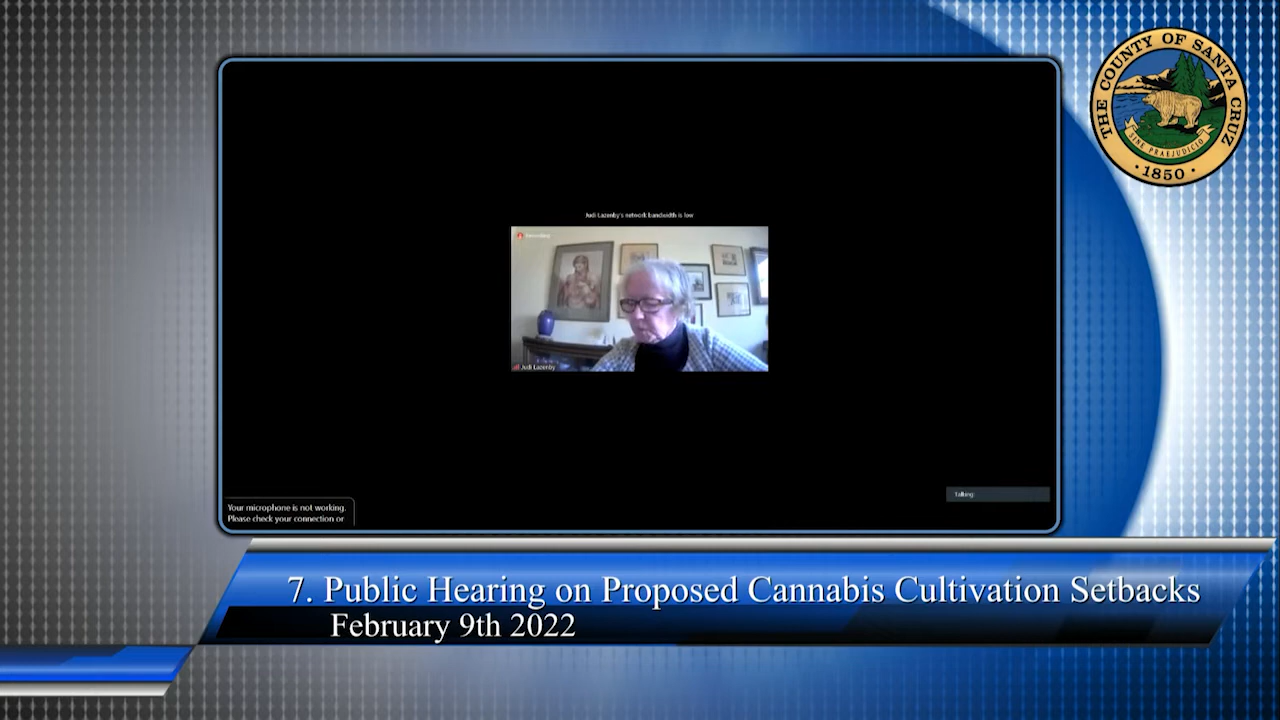 THE COUNTY OF SANTA CRUZ
SINE PRAEJUDICIO
• 1850 •
Judi Lazenby's network bandwidth is low
Recording
Judi Lazenby
Talking:
Your microphone is not working.
Please check your connection or
7. Public Hearing on Proposed Cannabis Cultivation Setbacks
February 9th 2022